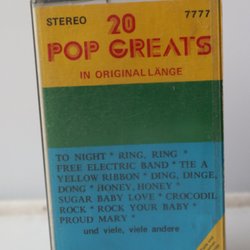 STEREO 7777
20
POP GREATS
IN ORIGINALLÄNGE
TO NIGHT * RING, RING *
FREE ELECTRIC BAND * TIE A
YELLOW RIBBON * DING, DINGE,
DONG * HONEY, HONEY *
SUGAR BABY LOVE * CROCODIL
ROCK * ROCK YOUR BABY *
PROUD MARY *
und viele, viele andere